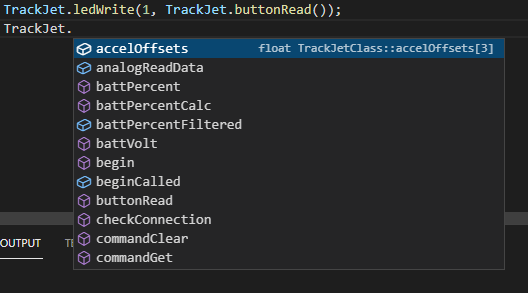 TrackJet.ledWrite(1, TrackJet.buttonRead());
TrackJet.
accelOffsets float TrackJetClass::accelOffsets[3]
analogReadData
battPercent
battPercentCalc
battPercentFiltered
battVolt
begin
beginCalled
buttonRead
checkConnection
commandClear
commandGet
OUTPUT